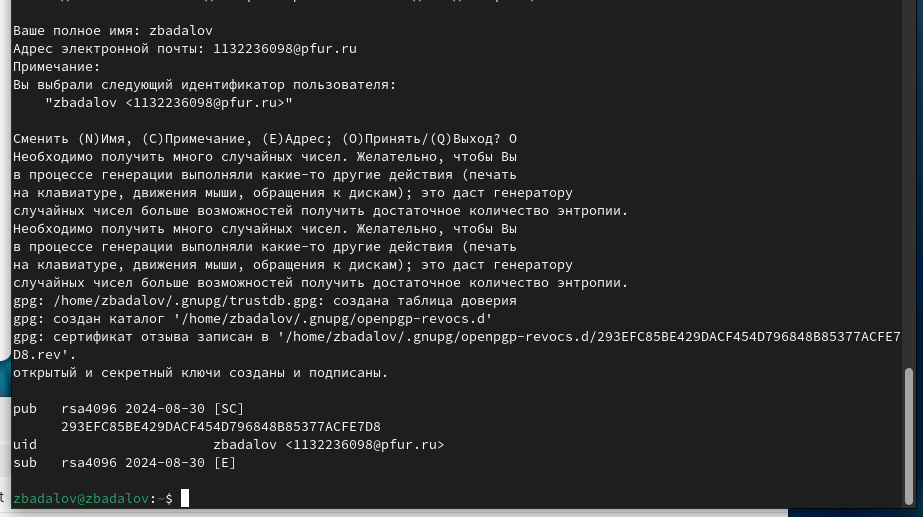 Ваше полное имя: zbadalov
Адрес электронной почты: 1132236098@pfur.ru
Примечание:
Вы выбрали следующий идентификатор пользователя:
    "zbadalov <1132236098@pfur.ru>"

Сменить (N)Имя, (C)Примечание, (E)Адрес; (O)Принять/(Q)Выход? O
Необходимо получить много случайных чисел. Желательно, чтобы Вы
в процессе генерации выполняли какие-то другие действия (печать
на клавиатуре, движения мыши, обращения к дискам); это даст генератору
случайных чисел больше возможностей получить достаточное количество энтропии.
Необходимо получить много случайных чисел. Желательно, чтобы Вы
в процессе генерации выполняли какие-то другие действия (печать
на клавиатуре, движения мыши, обращения к дискам); это даст генератору
случайных чисел больше возможностей получить достаточное количество энтропии.
gpg: /home/zbadalov/.gnupg/trustdb.gpg: создана таблица доверия
gpg: создан каталог '/home/zbadalov/.gnupg/openpgp-revocs.d'
gpg: сертификат отзыва записан в '/home/zbadalov/.gnupg/openpgp-revocs.d/293EFC85BE429DACF454D796848B85377ACFE7
D8.rev'.
открытый и секретный ключи созданы и подписаны.

pub   rsa4096 2024-08-30 [SC]
      293EFC85BE429DACF454D796848B85377ACFE7D8
uid                      zbadalov <1132236098@pfur.ru>
sub   rsa4096 2024-08-30 [E]

zbadalov@zbadalov:~$